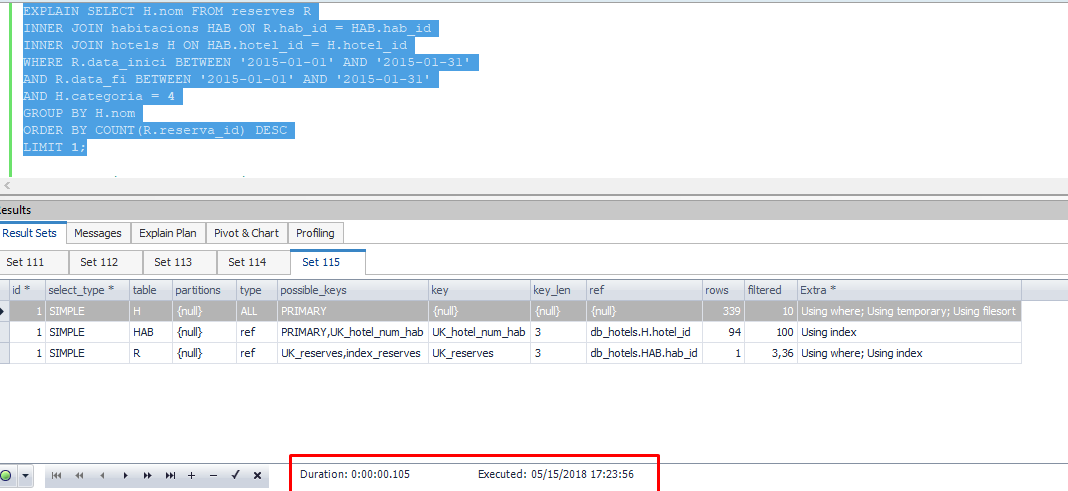 EXPLAIN SELECT H.nom FROM reserves R
INNER JOIN habitacions HAB ON R.hab_id = HAB.hab_id
INNER JOIN hotels H ON HAB.hotel_id = H.hotel_id
WHERE R.data_inici BETWEEN '2015-01-01' AND '2015-01-31'
AND R.data_fi BETWEEN '2015-01-01' AND '2015-01-31'
AND H.categoria = 4
GROUP BY H.nom
ORDER BY COUNT(R.reserva_id) DESC
LIMIT 1;
esults
Result Sets Messages Explain Plan Pivot & Chart Profiling
Set 111 Set 112 Set 113 Set 114 Set 115
id * select_type * table partitions type possible_keys key key_len ref rows filtered Extra *
1 SIMPLE H {null} ALL PRIMARY {null} {null} {null} 339 10 Using where; Using temporary; Using filesort
1 SIMPLE HAB {null} ref PRIMARY,UK_hotel_num_hab UK_hotel_num_hab 3 db_hotels.H.hotel_id 94 100 Using index
1 SIMPLE R {null} ref UK_reserves,index_reserves UK_reserves 3 db_hotels.HAB.hab_id 1 3,36 Using where; Using index
Duration: 0:00:00.105 Executed: 05/15/2018 17:23:56